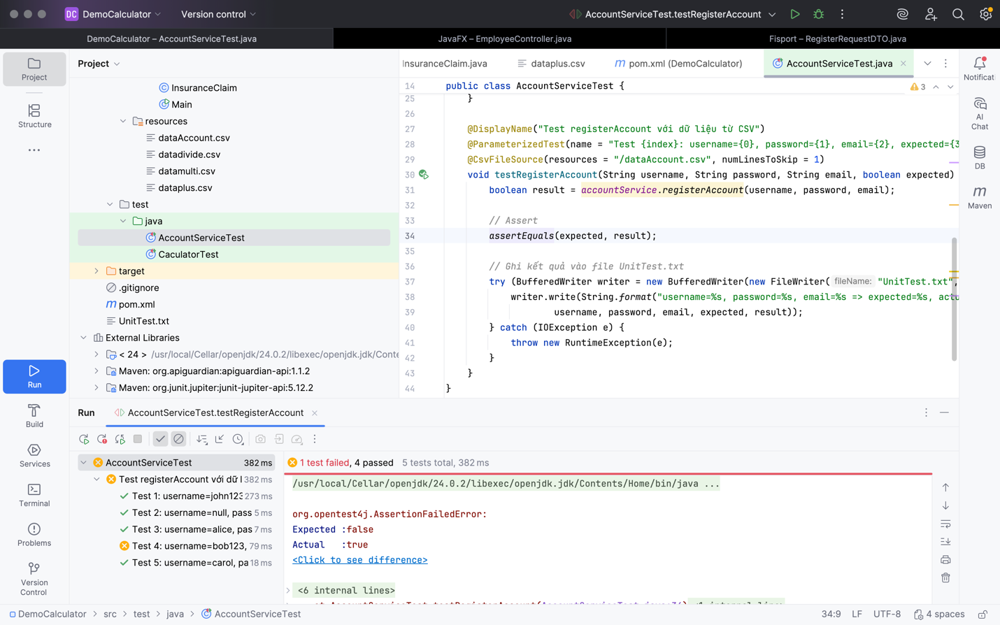 DC DemoCalculator Version control AccountServiceTest.testRegisterAccount
DemoCalculator – AccountServiceTest.java JavaFX – EmployeeController.java Fisport – RegisterRequestDTO.java
Project
Structure
Run
Build
Services
Terminal
Problems
Version
Control
Project
InsuranceClaim
Main
resources
dataAccount.csv
datadivide.csv
datamulti.csv
dataplus.csv
test
java
AccountServiceTest
CaculatorTest
target
.gitignore
pom.xml
UnitTest.txt
External Libraries
< 24 > /usr/local/Cellar/openjdk/24.0.2/libexec/openjdk.jdk/Conte
Maven: org.apiguardian:apiguardian-api:1.1.2
Maven: org.junit.jupiter:junit-jupiter-api:5.12.2
InsuranceClaim.java dataplus.csv pom.xml (DemoCalculator) AccountServiceTest.java
14 public class AccountServiceTest { 3
25 }
26
27 @DisplayName("Test registerAccount với dữ liệu từ CSV")
28 @ParameterizedTest(name = "Test {index}: username={0}, password={1}, email={2}, expected={3
29 @CsvFileSource(resources = "/dataAccount.csv", numLinesToSkip = 1)
30 void testRegisterAccount(String username, String password, String email, boolean expected)
31 boolean result = accountService.registerAccount(username, password, email);
32
33 // Assert
34 assertEquals(expected, result);
35
36 // Ghi kết quả vào file UnitTest.txt
37 try (BufferedWriter writer = new BufferedWriter(new FileWriter( fileName: "UnitTest.txt",
38 writer.write(String.format("username=%s, password=%s, email=%s => expected=%s, actu
39 username, password, email, expected, result));
40 } catch (IOException e) {
41 throw new RuntimeException(e);
42 }
43 }
44 }
Notificat
AI
Chat
DB
Maven
Run AccountServiceTest.testRegisterAccount
AccountServiceTest 382 ms
Test registerAccount với dữ l 382 ms
Test 1: username=john123 273 ms
Test 2: username=null, pass 5 ms
Test 3: username=alice, pas 7 ms
Test 4: username=bob123, 79 ms
Test 5: username=carol, pa 18 ms
1 test failed, 4 passed 5 tests total, 382 ms
/usr/local/Cellar/openjdk/24.0.2/libexec/openjdk.jdk/Contents/Home/bin/java ...
org.opentest4j.AssertionFailedError:
Expected :false
Actual :true
<Click to see difference>
<6 internal lines>
at AccountServiceTest.testRegisterAccount(AccountServiceTest.java:34) <1 internal line>
DemoCalculator > src > test > java > AccountServiceTest 34:9 LF UTF-8 4 spaces